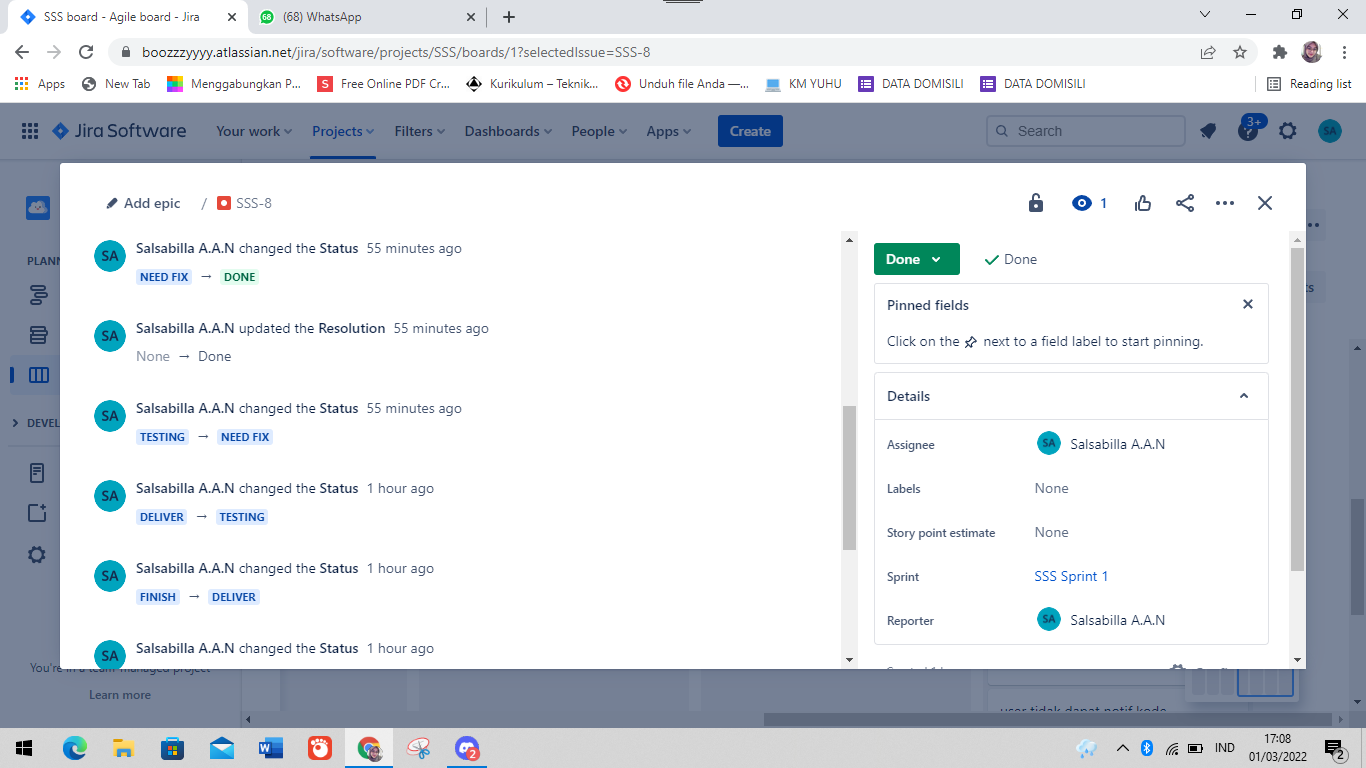 SSS board - Agile board - Jira
68
(68) WhatsApp
boozzzyyyy.atlassian.net/jira/software/projects/SSS/boards/1?selectedIssue=SSS-8
Apps
New Tab
Menggabungkan P...
S
Free Online PDF Cr...
Kurikulum – Teknik...
Unduh file Anda —...
KM YUHU
DATA DOMISILI
DATA DOMISILI
Reading list
Jira Software
Your work
Projects
Filters
Dashboards
People
Apps
Create
Search
3+
SA
Add epic
/
SSS-8
1
SA
Salsabilla A.A.N changed the Status 55 minutes ago
NEED FIX → DONE
SA
Salsabilla A.A.N updated the Resolution 55 minutes ago
None → Done
SA
Salsabilla A.A.N changed the Status 55 minutes ago
TESTING → NEED FIX
SA
Salsabilla A.A.N changed the Status 1 hour ago
DELIVER → TESTING
SA
Salsabilla A.A.N changed the Status 1 hour ago
FINISH → DELIVER
SA
Salsabilla A.A.N changed the Status 1 hour ago
Done
Done
Pinned fields
Click on the next to a field label to start pinning.
Details
Assignee
SA
Salsabilla A.A.N
Labels
None
Story point estimate
None
Sprint
SSS Sprint 1
Reporter
SA
Salsabilla A.A.N
PLANN
DEVEL
You're in a team-managed project
Learn more
user tidak dapat notif kode
2
IND
17:08
01/03/2022
2